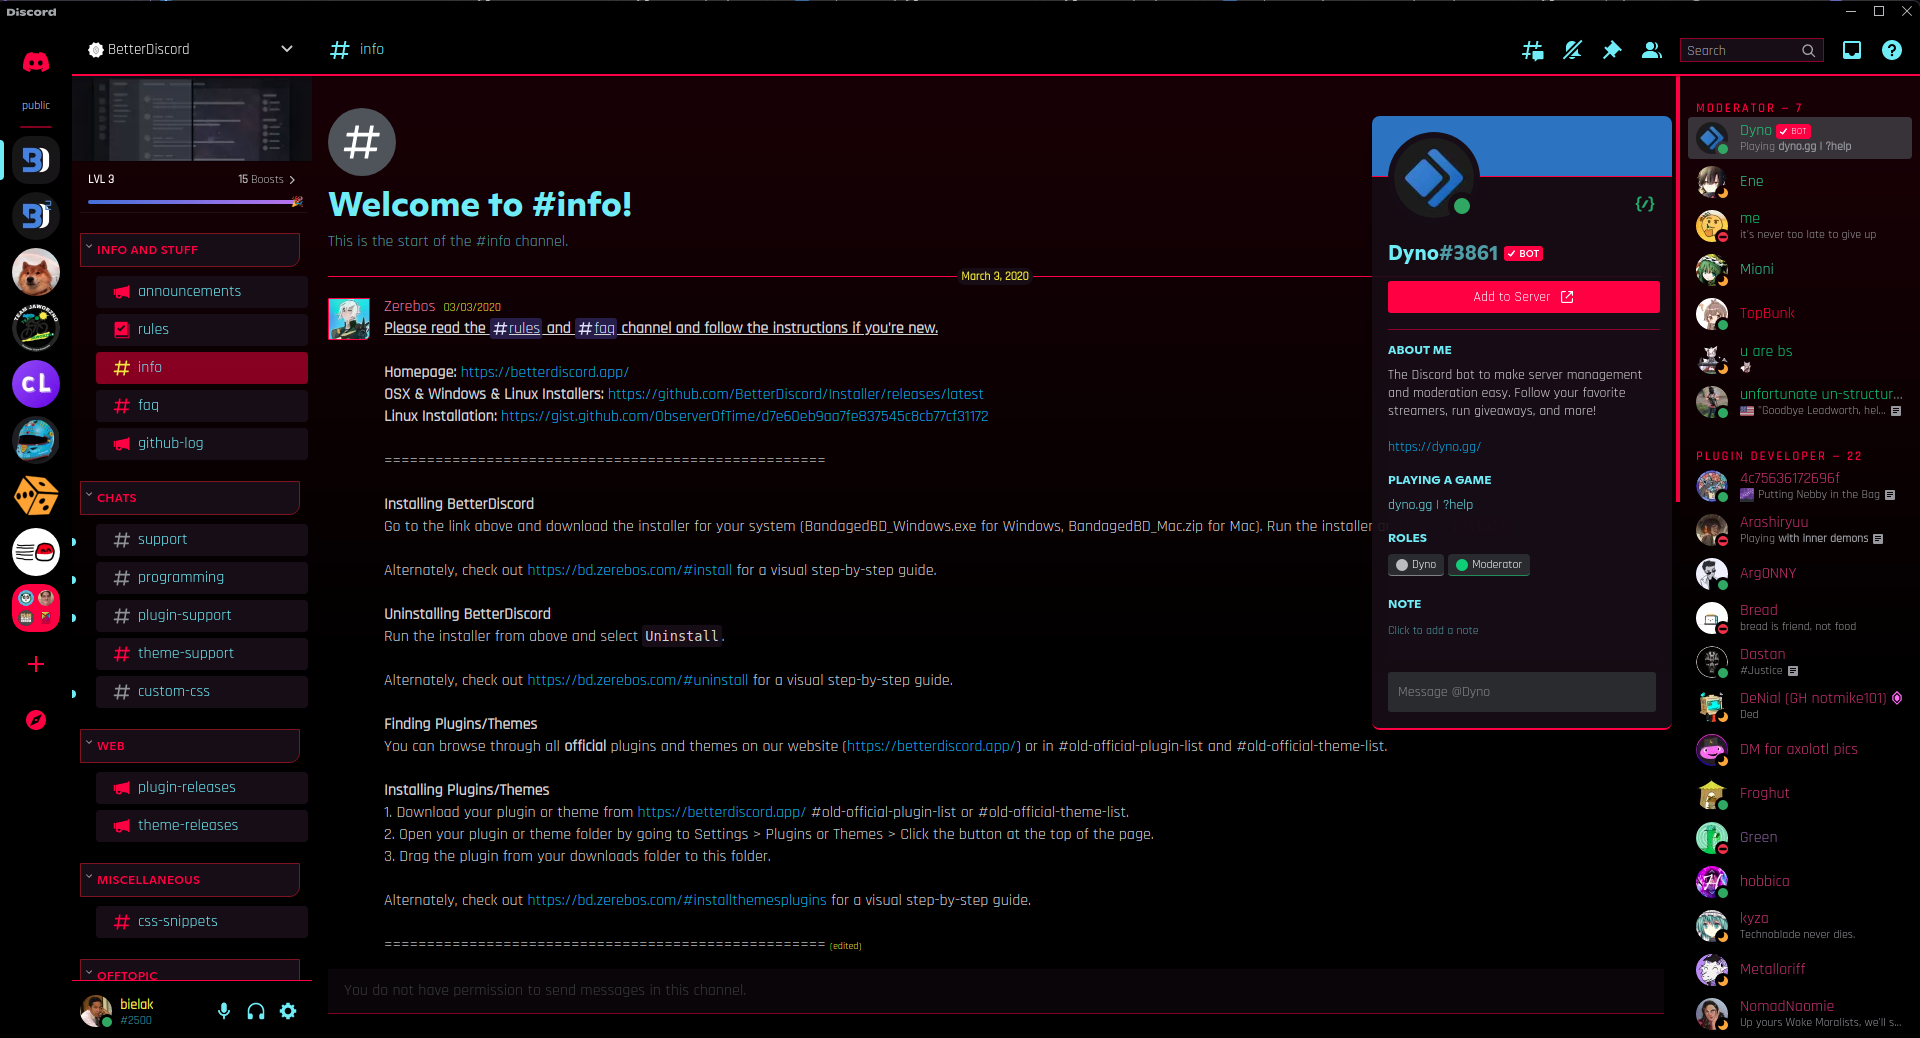 Discord
BetterDiscord
info
Search
public
LVL 3
15 Boosts
INFO AND STUFF
announcements
rules
info
faq
github-log
CHATS
support
programming
plugin-support
theme-support
custom-css
WEB
plugin-releases
theme-releases
MISCELLANEOUS
css-snippets
OFFTOPIC
bielak
#2500
cL
Welcome to #info!
This is the start of the #info channel.
March 3, 2020
Zerebos 03/03/2020
Please read the #rules and #faq channel and follow the instructions if you're new.
Homepage: https://betterdiscord.app/
OSX & Windows & Linux Installers: https://github.com/BetterDiscord/Installer/releases/latest
Linux Installation: https://gist.github.com/ObserverOfTime/d7e60eb9aa7fe837545c8cb77cf31172
====================================================
Installing BetterDiscord
Go to the link above and download the installer for your system (BandagedBD_Windows.exe for Windows, BandagedBD_Mac.zip for Mac). Run the installer
Alternately, check out https://bd.zerebos.com/#install for a visual step-by-step guide.
Uninstalling BetterDiscord
Run the installer from above and select Uninstall.
Alternately, check out https://bd.zerebos.com/#uninstall for a visual step-by-step guide.
Finding Plugins/Themes
You can browse through all official plugins and themes on our website (https://betterdiscord.app/) or in #old-official-plugin-list and #old-official-theme-list.
Installing Plugins/Themes
1. Download your plugin or theme from https://betterdiscord.app/ #old-official-plugin-list or #old-official-theme-list.
2. Open your plugin or theme folder by going to Settings > Plugins or Themes > Click the button at the top of the page.
3. Drag the plugin from your downloads folder to this folder.
Alternately, check out https://bd.zerebos.com/#installthemesplugins for a visual step-by-step guide.
==================================================== (edited)
You do not have permission to send messages in this channel.
Dyno#3861 BOT
Add to Server
ABOUT ME
The Discord bot to make server management
and moderation easy. Follow your favorite
streamers, run giveaways, and more!
https://dyno.gg/
PLAYING A GAME
dyno.gg | ?help
ROLES
Dyno
Moderator
NOTE
Click to add a note
Message @Dyno
MODERATOR — 7
Dyno BOT
Playing dyno.gg | ?help
Ene
me
it's never too late to give up
Mioni
TopBunk
u are bs
unfortunate un-structur...
"Goodbye Leadworth, hel...
PLUGIN DEVELOPER — 22
4c75636172696f
Putting Nebby in the Bag
Arashiryuu
Playing with inner demons
Arg0NNY
Bread
bread is friend, not food
Dastan
#Justice
DeNial (GH notmike101)
Ded
DM for axolatl pics
Froghut
Green
hobbica
kyza
Technoblade never dies.
Metallariff
NomadNaomie
Up yours Woke Moralists, we'll s...